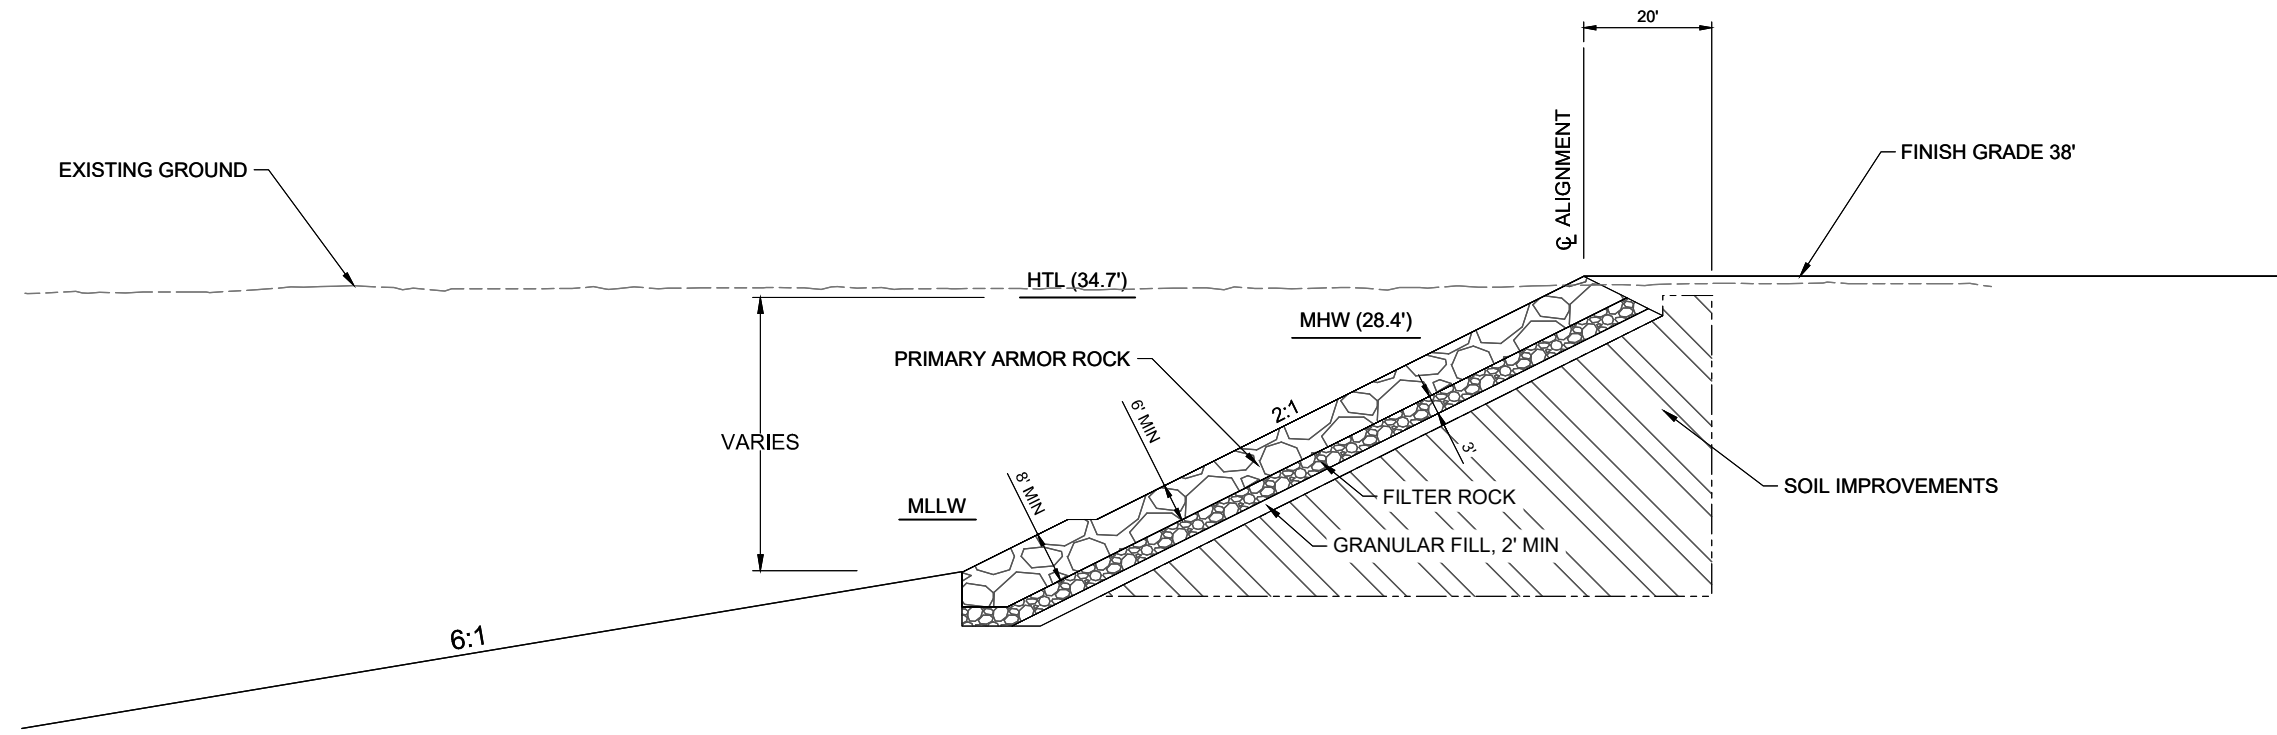 20'
℄ ALIGNMENT
EXISTING GROUND
FINISH GRADE 38'
HTL (34.7')
MHW (28.4')
PRIMARY ARMOR ROCK
2:1
6' MIN
VARIES
3'
8' MIN
SOIL IMPROVEMENTS
FILTER ROCK
MLLW
GRANULAR FILL, 2' MIN
6:1